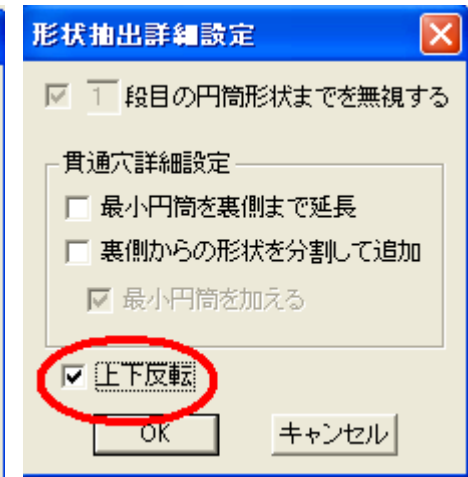 形状抽出詳細設定
1 段目の円筒形状までを無視する
貫通穴詳細設定
最小円筒を裏側まで延長
裏側からの形状を分割して追加
最小円筒を加える
上下反転
OK キャンセル